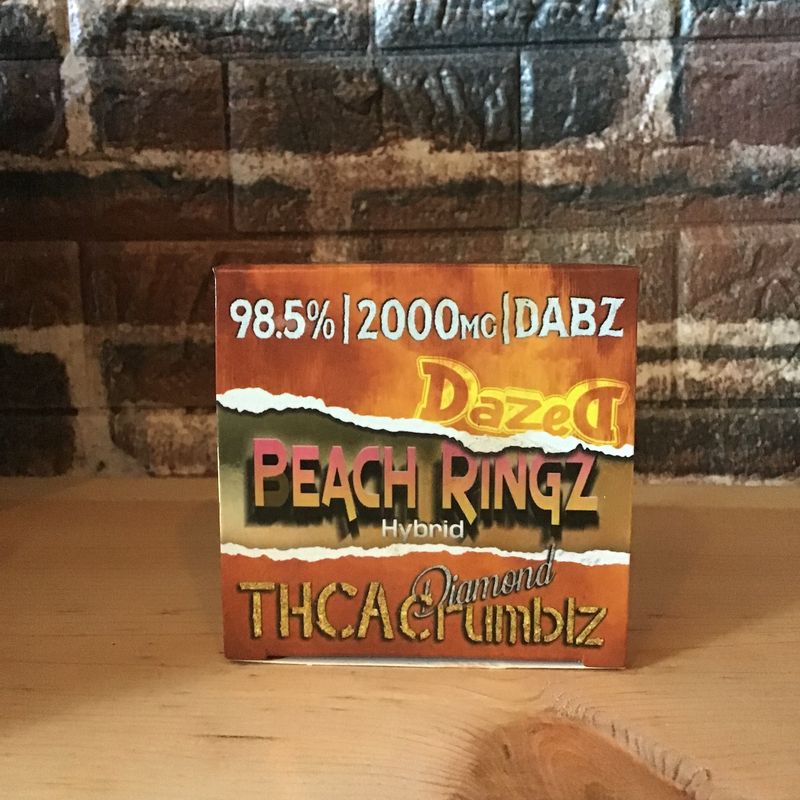 98.5% | 2000MG | DABZ
DazeD
PEACH RINGZ
Hybrid
Diamond
THCA Crumblz